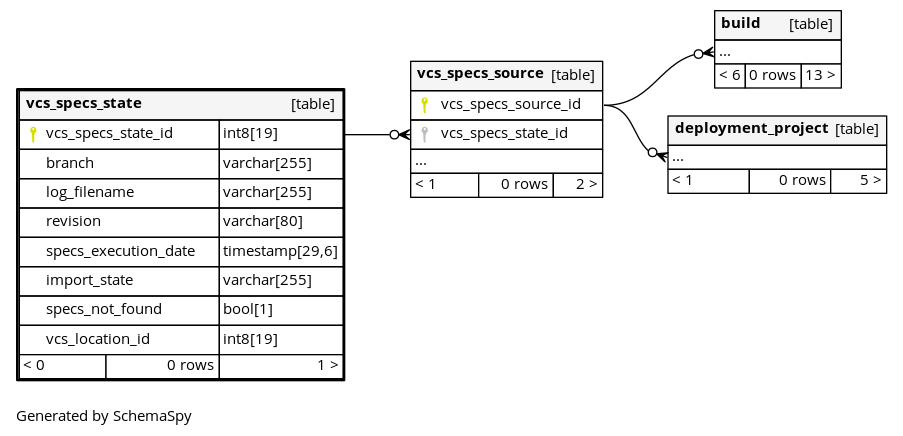 vcs_specs_state [table]
vcs_specs_state_id int8[19]
branch varchar[255]
log_filename varchar[255]
revision varchar[80]
specs_execution_date timestamp[29,6]
import_state varchar[255]
specs_not_found bool[1]
vcs_location_id int8[19]
< 0 0 rows 1 >
vcs_specs_source [table]
vcs_specs_source_id
vcs_specs_state_id
...
< 1 0 rows 2 >
build [table]
...
< 6 0 rows 13 >
deployment_project [table]
...
< 1 0 rows 5 >
Generated by SchemaSpy